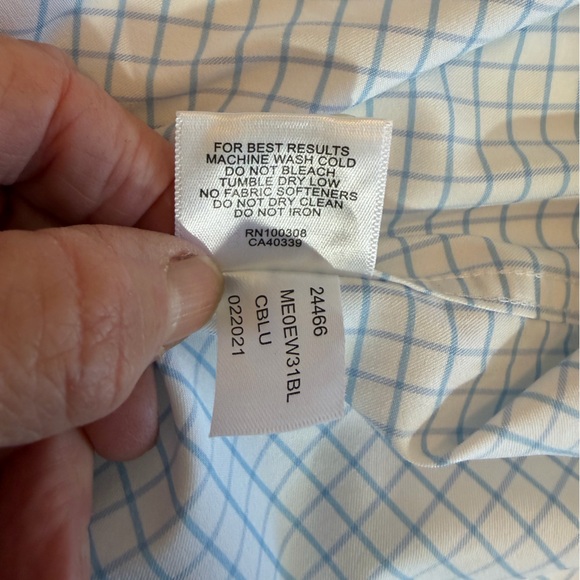 FOR BEST RESULTS
MACHINE WASH COLD
DO NOT BLEACH
TUMBLE DRY LOW
NO FABRIC SOFTENERS
DO NOT DRY CLEAN
DO NOT IRON
RN100308
CA40339
24466
ME0EW31BL
CBLU
022021